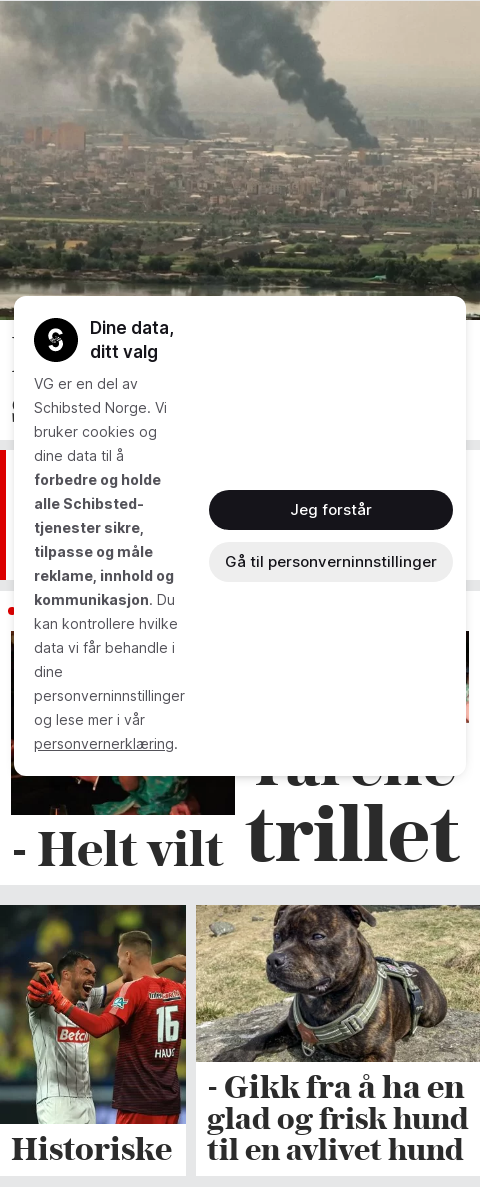 Dine data,
ditt valg
VG er en del av
Schibsted Norge. Vi
bruker cookies og
dine data til å
forbedre og holde
alle Schibsted-
tjenester sikre,
tilpasse og måle
reklame, innhold og
kommunikasjon. Du
kan kontrollere hvilke
data vi får behandle i
dine
personverninnstillinger
og lese mer i vår
personvernerklæring.
Jeg forstår
Gå til personverninnstillinger
trillet
- Helt vilt
Betch
16
HAUG
Historiske
- Gikk fra å ha en
glad og frisk hund
til en avlivet hund